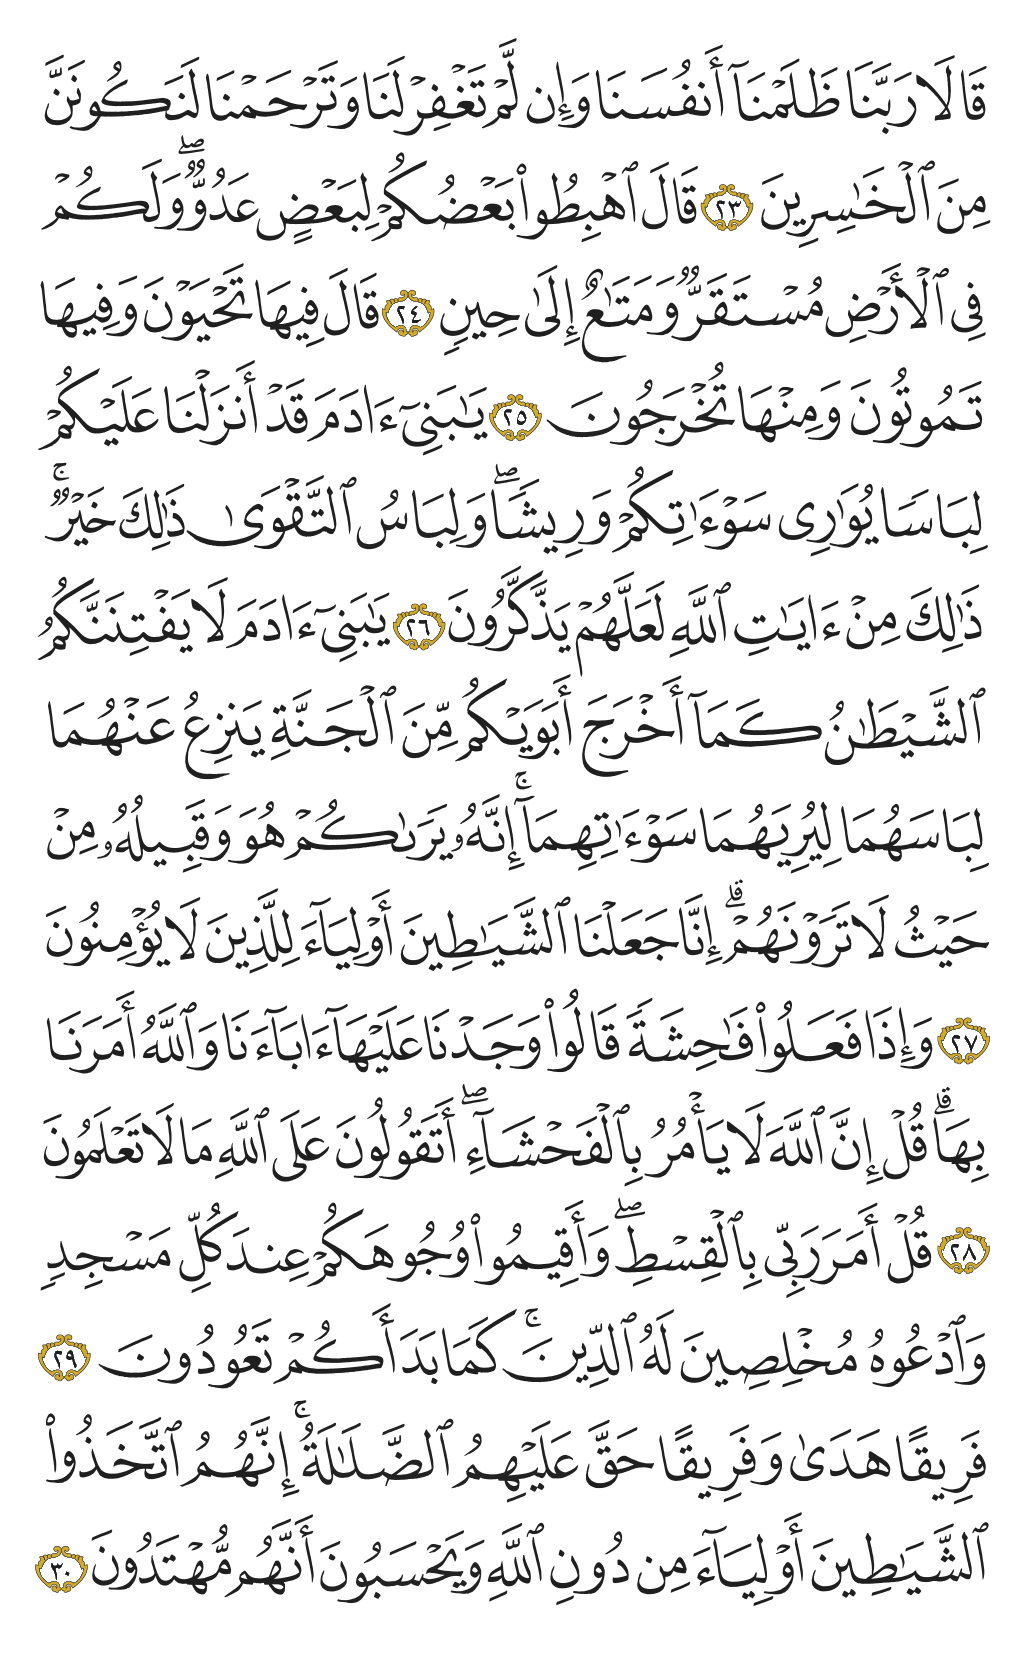 قَالَا رَبَّنَا ظَلَمْنَآ أَنفُسَنَا وَإِن لَّمْ تَغْفِرْ لَنَا وَتَرْحَمْنَا لَنَكُونَنَّ
مِنَ ٱلْخَـٰسِرِينَ ٢٣ قَالَ ٱهْبِطُوا۟ بَعْضُكُمْ لِبَعْضٍ عَدُوٌّ ۖ وَلَكُمْ
فِى ٱلْأَرْضِ مُسْتَقَرٌّ وَمَتَـٰعٌ إِلَىٰ حِينٍ ٢٤ قَالَ فِيهَا تَحْيَوْنَ وَفِيهَا
تَمُوتُونَ وَمِنْهَا تُخْرَجُونَ ٢٥ يَـٰبَنِىٓ ءَادَمَ قَدْ أَنزَلْنَا عَلَيْكُمْ
لِبَاسًا يُوَٰرِى سَوْءَٰتِكُمْ وَرِيشًا ۖ وَلِبَاسُ ٱلتَّقْوَىٰ ذَٰلِكَ خَيْرٌ ۚ
ذَٰلِكَ مِنْ ءَايَـٰتِ ٱللَّهِ لَعَلَّهُمْ يَذَّكَّرُونَ ٢٦ يَـٰبَنِىٓ ءَادَمَ لَا يَفْتِنَنَّكُمُ
ٱلشَّيْطَـٰنُ كَمَآ أَخْرَجَ أَبَوَيْكُم مِّنَ ٱلْجَنَّةِ يَنزِعُ عَنْهُمَا
لِبَاسَهُمَا لِيُرِيَهُمَا سَوْءَٰتِهِمَآ ۚ إِنَّهُۥ يَرَىٰكُمْ هُوَ وَقَبِيلُهُۥ مِنْ
حَيْثُ لَا تَرَوْنَهُمْ ۗ إِنَّا جَعَلْنَا ٱلشَّيَـٰطِينَ أَوْلِيَآءَ لِلَّذِينَ لَا يُؤْمِنُونَ
٢٧ وَإِذَا فَعَلُوا۟ فَـٰحِشَةً قَالُوا۟ وَجَدْنَا عَلَيْهَآ ءَابَآءَنَا وَٱللَّهُ أَمَرَنَا
بِهَا ۗ قُلْ إِنَّ ٱللَّهَ لَا يَأْمُرُ بِٱلْفَحْشَآءِ ۖ أَتَقُولُونَ عَلَى ٱللَّهِ مَا لَا تَعْلَمُونَ
٢٨ قُلْ أَمَرَ رَبِّى بِٱلْقِسْطِ ۖ وَأَقِيمُوا۟ وُجُوهَكُمْ عِندَ كُلِّ مَسْجِدٍ
وَٱدْعُوهُ مُخْلِصِينَ لَهُ ٱلدِّينَ ۚ كَمَا بَدَأَكُمْ تَعُودُونَ ٢٩
فَرِيقًا هَدَىٰ وَفَرِيقًا حَقَّ عَلَيْهِمُ ٱلضَّلَـٰلَةُ ۚ إِنَّهُمُ ٱتَّخَذُوا۟
ٱلشَّيَـٰطِينَ أَوْلِيَآءَ مِن دُونِ ٱللَّهِ وَيَحْسَبُونَ أَنَّهُم مُّهْتَدُونَ ٣٠